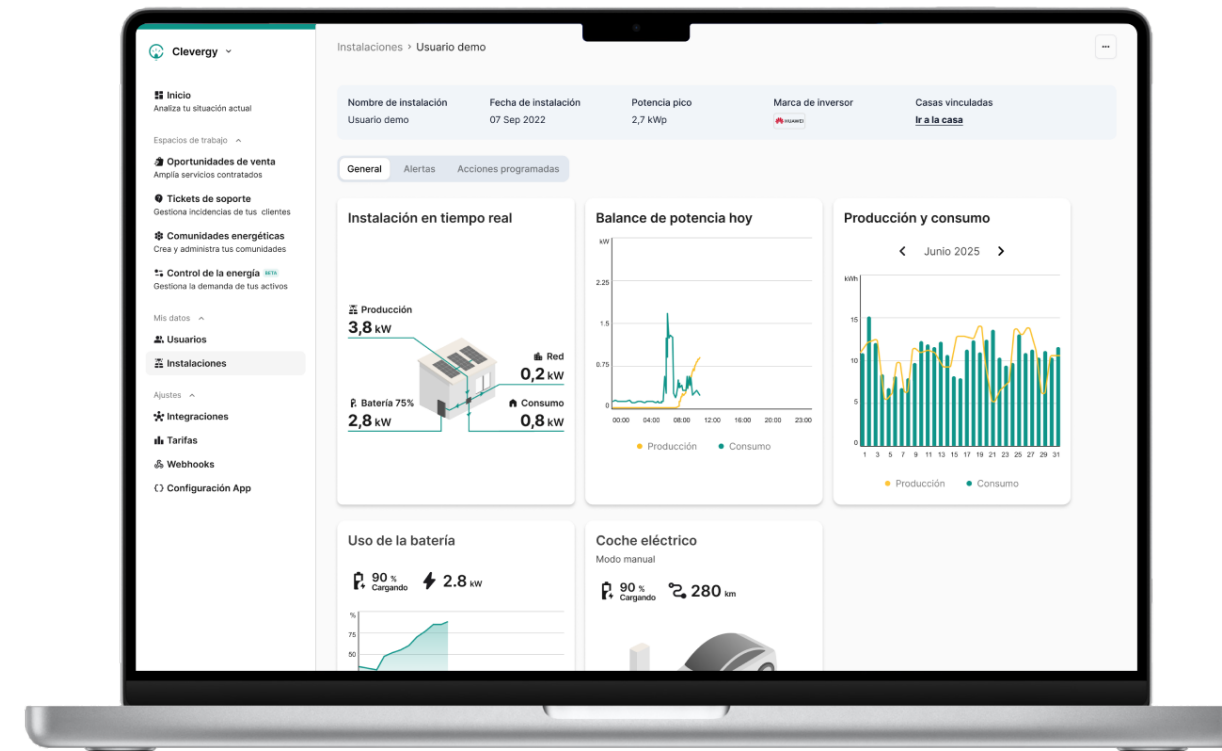 Clevergy
Inicio
Analiza tu situación actual
Espacios de trabajo
Oportunidades de venta
Amplía servicios contratados
Tickets de soporte
Gestiona incidencias de tus clientes
Comunidades energéticas
Crea y administra tus comunidades
Control de la energía BETA
Gestiona la demanda de tus activos
Mis datos
Usuarios
Instalaciones
Ajustes
Integraciones
Tarifas
Webhooks
Configuración App
Instalaciones > Usuario demo
...
Nombre de instalación
Usuario demo
Fecha de instalación
07 Sep 2022
Potencia pico
2,7 kWp
Marca de inversor
HUAWEI
Casas vinculadas
Ir a la casa
General Alertas Acciones programadas
Instalación en tiempo real
Producción
3,8 kW
Red
0,2 kW
Batería 75%
2,8 kW
Consumo
0,8 kW
Balance de potencia hoy
kW
2.25
1.5
0.75
0
00:00 04:00 08:00 12:00 16:00 20:00 23:00
Producción Consumo
Producción y consumo
Junio 2025
kWh
15
10
5
0
1 3 5 7 9 11 13 15 17 19 21 23 25 27 29 31
Producción Consumo
Uso de la batería
90 %
Cargando
2.8 kW
%
75
50
Coche eléctrico
Modo manual
90 %
Cargando
280 km